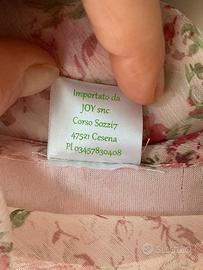 Importato da
JOY snc
Corso Sozzi7
47521 Cesena
PI 03457830408